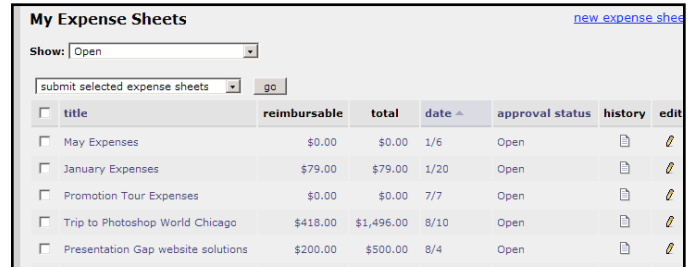 My Expense Sheets new expense shee
Show: Open
submit selected expense sheets go
title reimbursable total date approval status history edit
May Expenses $0.00 $0.00 1/6 Open
January Expenses $79.00 $79.00 1/20 Open
Promotion Tour Expenses $0.00 $0.00 7/7 Open
Trip to Photoshop World Chicago $418.00 $1,496.00 8/10 Open
Presentation Gap website solutions $200.00 $500.00 8/4 Open